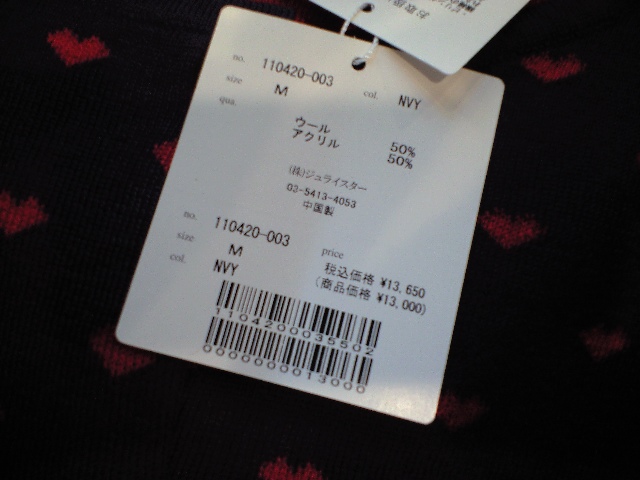 no. 110420-003 col. NVY
size M
qua.
ウール 50%
アクリル 50%
(株)ジュライスター
03-5413-4053
中国製
no. 110420-003
size M price
col. NVY 税込価格 ¥13,650
(商品価格 ¥13,000)
1104200035502
0000000013000